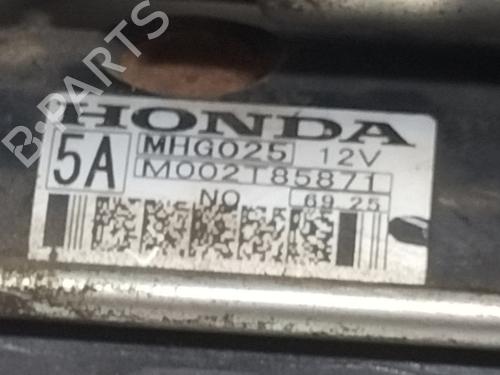 B-PARTS
HONDA
5A MHG025 12V
M002T85871
NO 69 25